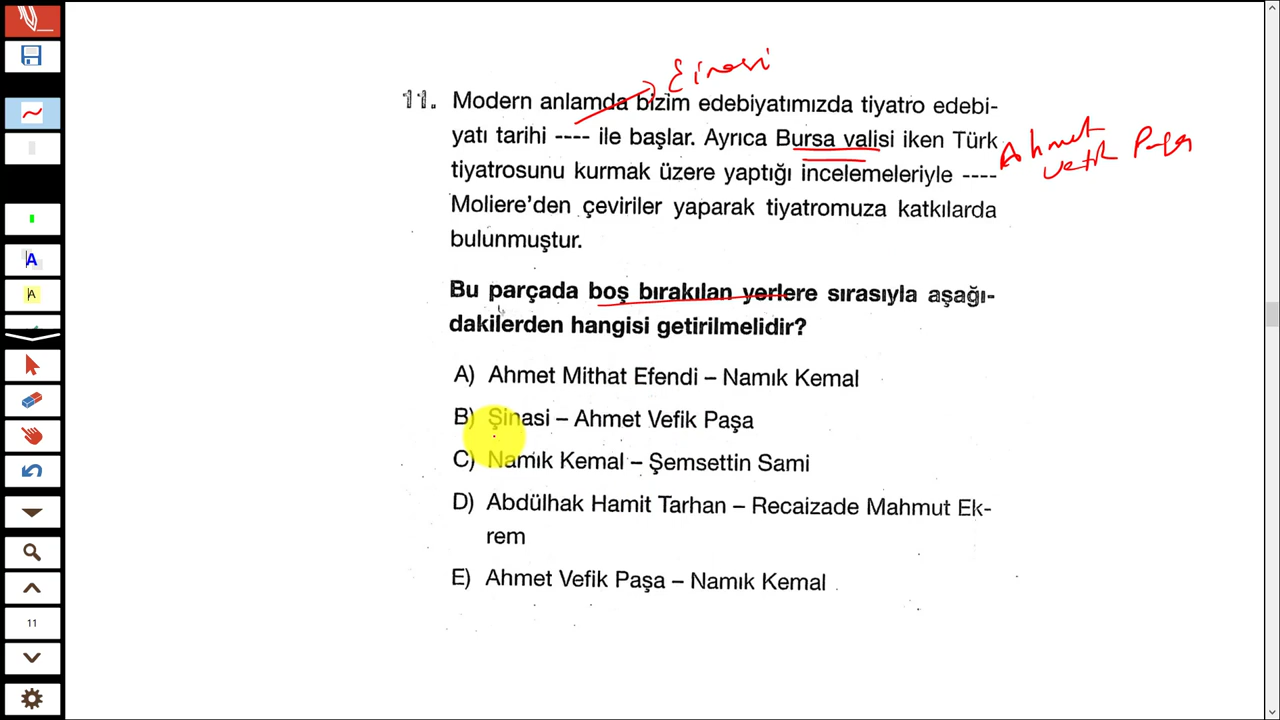 Şinasi
11. Modern anlamda bizim edebiyatımızda tiyatro edebi-
yatı tarihi ---- ile başlar. Ayrıca Bursa valisi iken Türk
Ahmet
vefik Paşa
tiyatrosunu kurmak üzere yaptığı incelemeleriyle ----
Moliere’den çeviriler yaparak tiyatromuza katkılarda
bulunmuştur.
Bu parçada boş bırakılan yerlere sırasıyla aşağı-
dakilerden hangisi getirilmelidir?
A) Ahmet Mithat Efendi – Namık Kemal
B) Şinasi – Ahmet Vefik Paşa
C) Namık Kemal – Şemsettin Sami
D) Abdülhak Hamit Tarhan – Recaizade Mahmut Ek-
rem
E) Ahmet Vefik Paşa – Namık Kemal
A
A
11